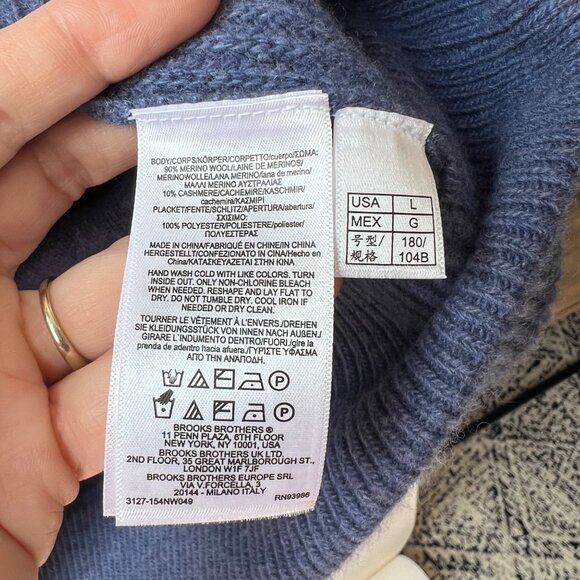 BODY/CORPS/KÖRPER/CORPETTO/cuerpo/ΣΩΜΑ:
90% MERINO WOOL/LAINE DE MERINOS/
MERINOWOLLE/LANA MERINO/lana de merino/
ΜΑΛΛΙ MERINO ΑΥΣΤΡΑΛΙΑΣ
10% CASHMERE/CACHEMIRE/KASCHMIR/
cachemira/ΚΑΣΜΙΡΙ
PLACKET/FENTE/SCHLITZ/APERTURA/abertura/
ΣΧΙΣΙΜΟ:
100% POLYESTER/POLIESTERE/poliester/
ΠΟΛΥΕΣΤΑΡΗΣ
MADE IN CHINA/FABRIQUÉ EN CHINE/IN CHINA
HERGESTELLT/CONFEZIONATO IN CINA/Hecho en
China/ΚΑΤΑΣΚΕΥΑΖΕΤΑΙ ΣΤΗΝ ΚΙΝΑ
HAND WASH COLD WITH LIKE COLORS. TURN
INSIDE OUT. ONLY NON-CHLORINE BLEACH
WHEN NEEDED. RESHAPE AND LAY FLAT TO
DRY. DO NOT TUMBLE DRY. COOL IRON IF
NEEDED OR DRY CLEAN.
TOURNER LE VÊTEMENT À L'ENVERS./DREHEN
SIE KLEIDUNGSSTÜCK VON INNEN NACH AUßEN./
GIRARE L'INDUMENTO DENTRO/FUORI./gire la
prenda de adentro hacia afuera./ΓΥΡΙΣΤΕ ΥΦΑΣΜΑ
ΑΠΟ ΤΗΝ ΑΝΑΠΟΔΗ.
BROOKS BROTHERS ®
11 PENN PLAZA, 6TH FLOOR
NEW YORK, NY 10001, USA
BROOKS BROTHERS UK LTD.
2ND FLOOR, 35 GREAT MARLBOROUGH ST.,
LONDON W1F 7JF
BROOKS BROTHERS EUROPE SRL
VIA V.FORCELLA, 3
20144 - MILANO ITALY
3127-154NW049 RN93986
USA L
MEX G
号型/ 180/
规格 104B